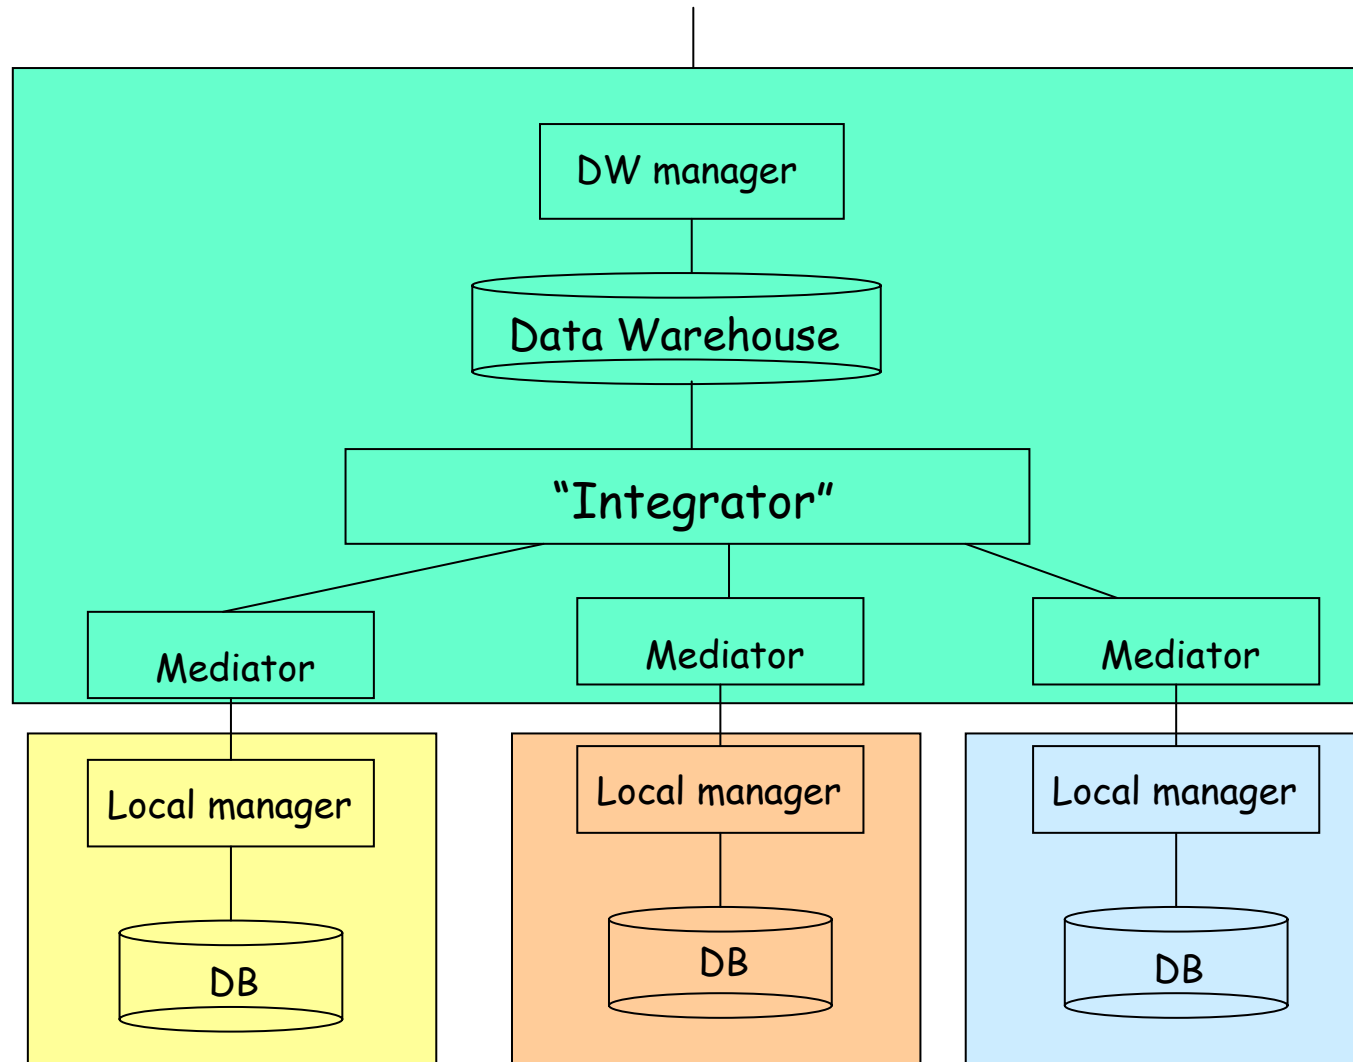 DW manager
Data Warehouse
“Integrator”
Mediator
Mediator
Mediator
Local manager
Local manager
Local manager
DB
DB
DB